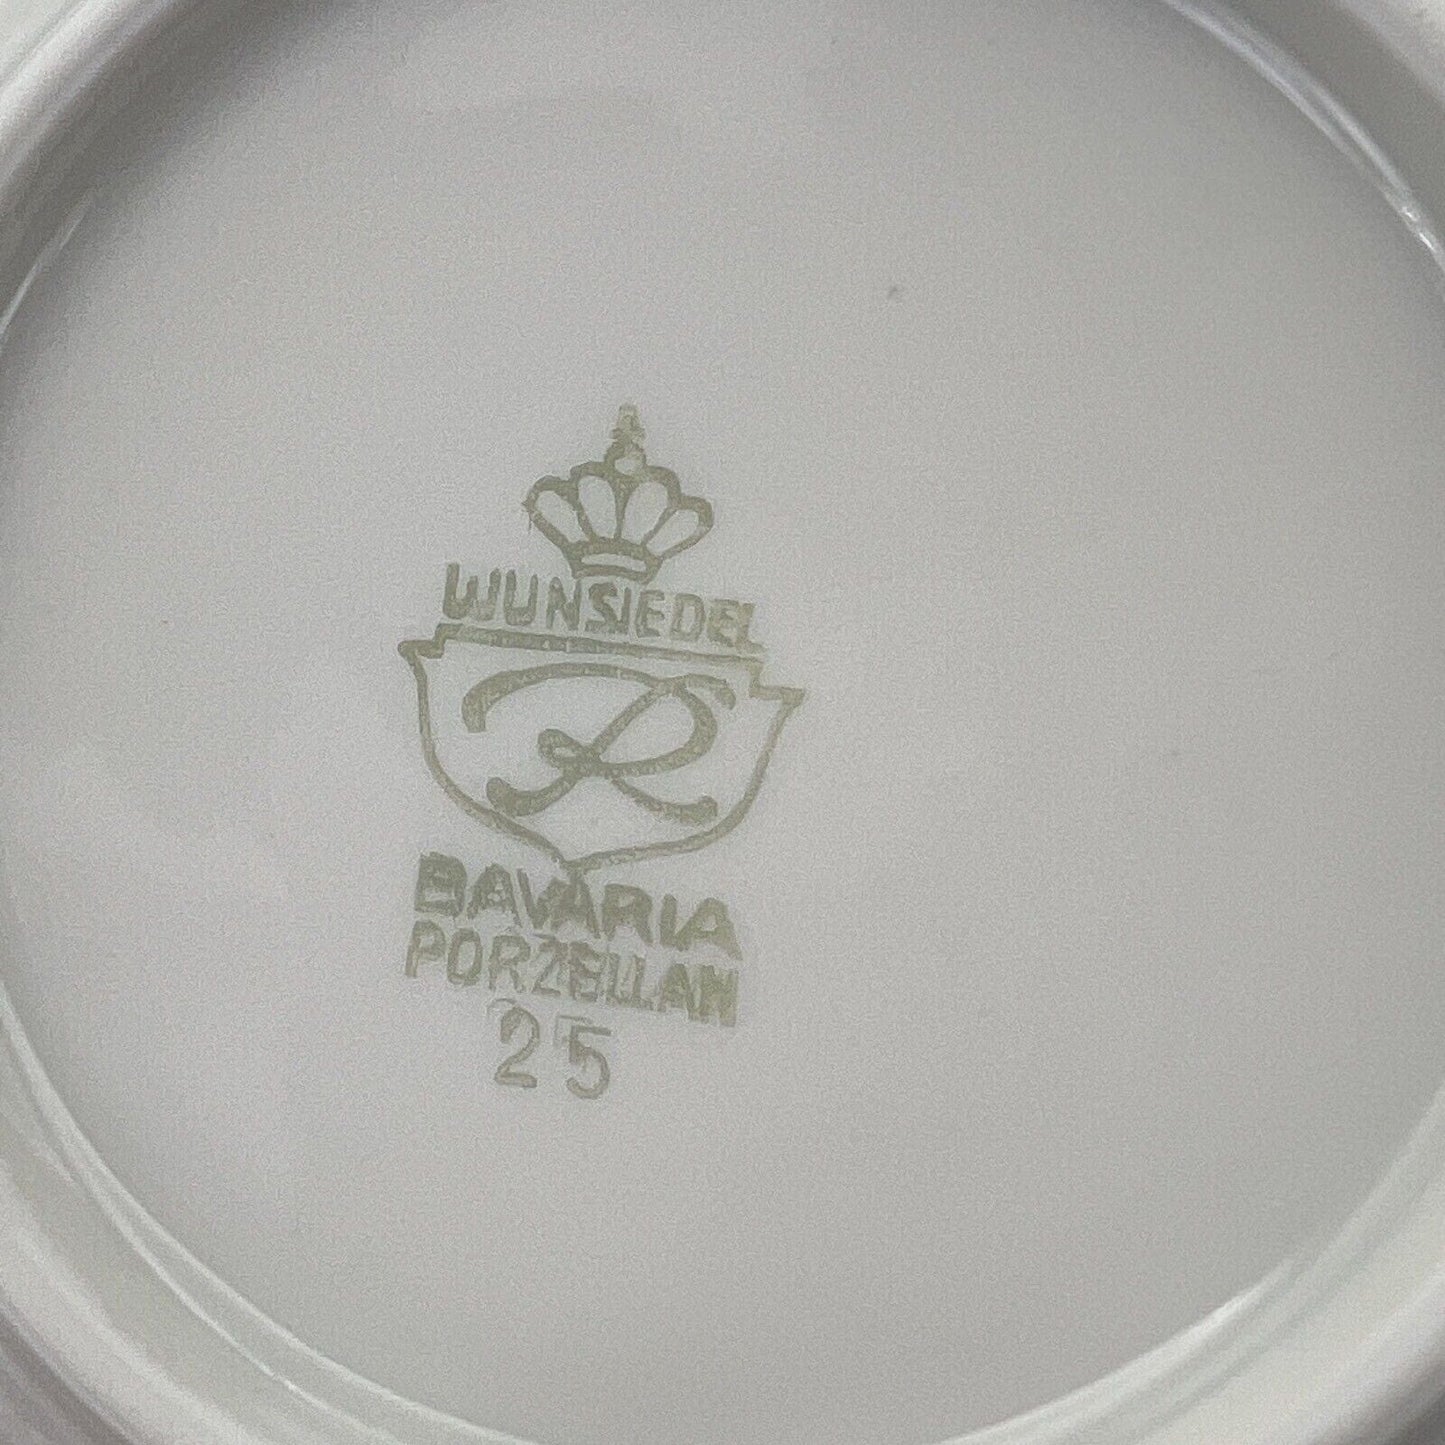 WUNSIEDEL
R
BAVARIA
PORZELLAN
25